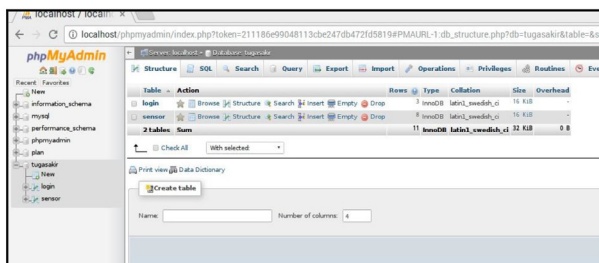 localhost / localh
localhost/phpmyadmin/index.php?token=211186e99048113cbe247db472fd5819#PMAURL-1:db_structure.php?db=tugasakir&table=&s
phpMyAdmin
Recent Favorites
New
information_schema
mysql
performance_schema
phpmyadmin
plan
tugasakir
New
login
sensor
Server: localhost » Database: tugasakir
Structure SQL Search Query Export Import Operations Privileges Routines Eve
Table Action Rows Type Collation Size Overhead
login Browse Structure Search Insert Empty Drop 3 InnoDB latin1_swedish_ci 16 KiB -
sensor Browse Structure Search Insert Empty Drop 8 InnoDB latin1_swedish_ci 16 KiB -
2 tables Sum 11 InnoDB latin1_swedish_ci 32 KiB 0 B
Check All With selected:
Print view Data Dictionary
Create table
Name: Number of columns: 4